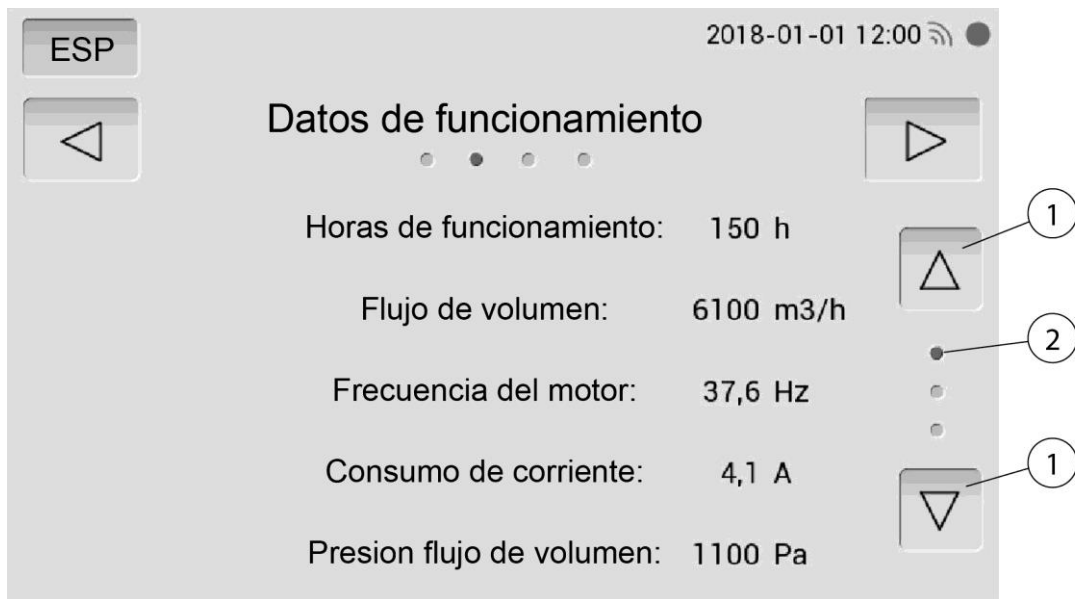 ESP
2018-01-01 12:00
Datos de funcionamiento
Horas de funcionamiento: 150 h
1
Flujo de volumen: 6100 m3/h
2
Frecuencia del motor: 37,6 Hz
Consumo de corriente: 4,1 A
1
Presion flujo de volumen: 1100 Pa